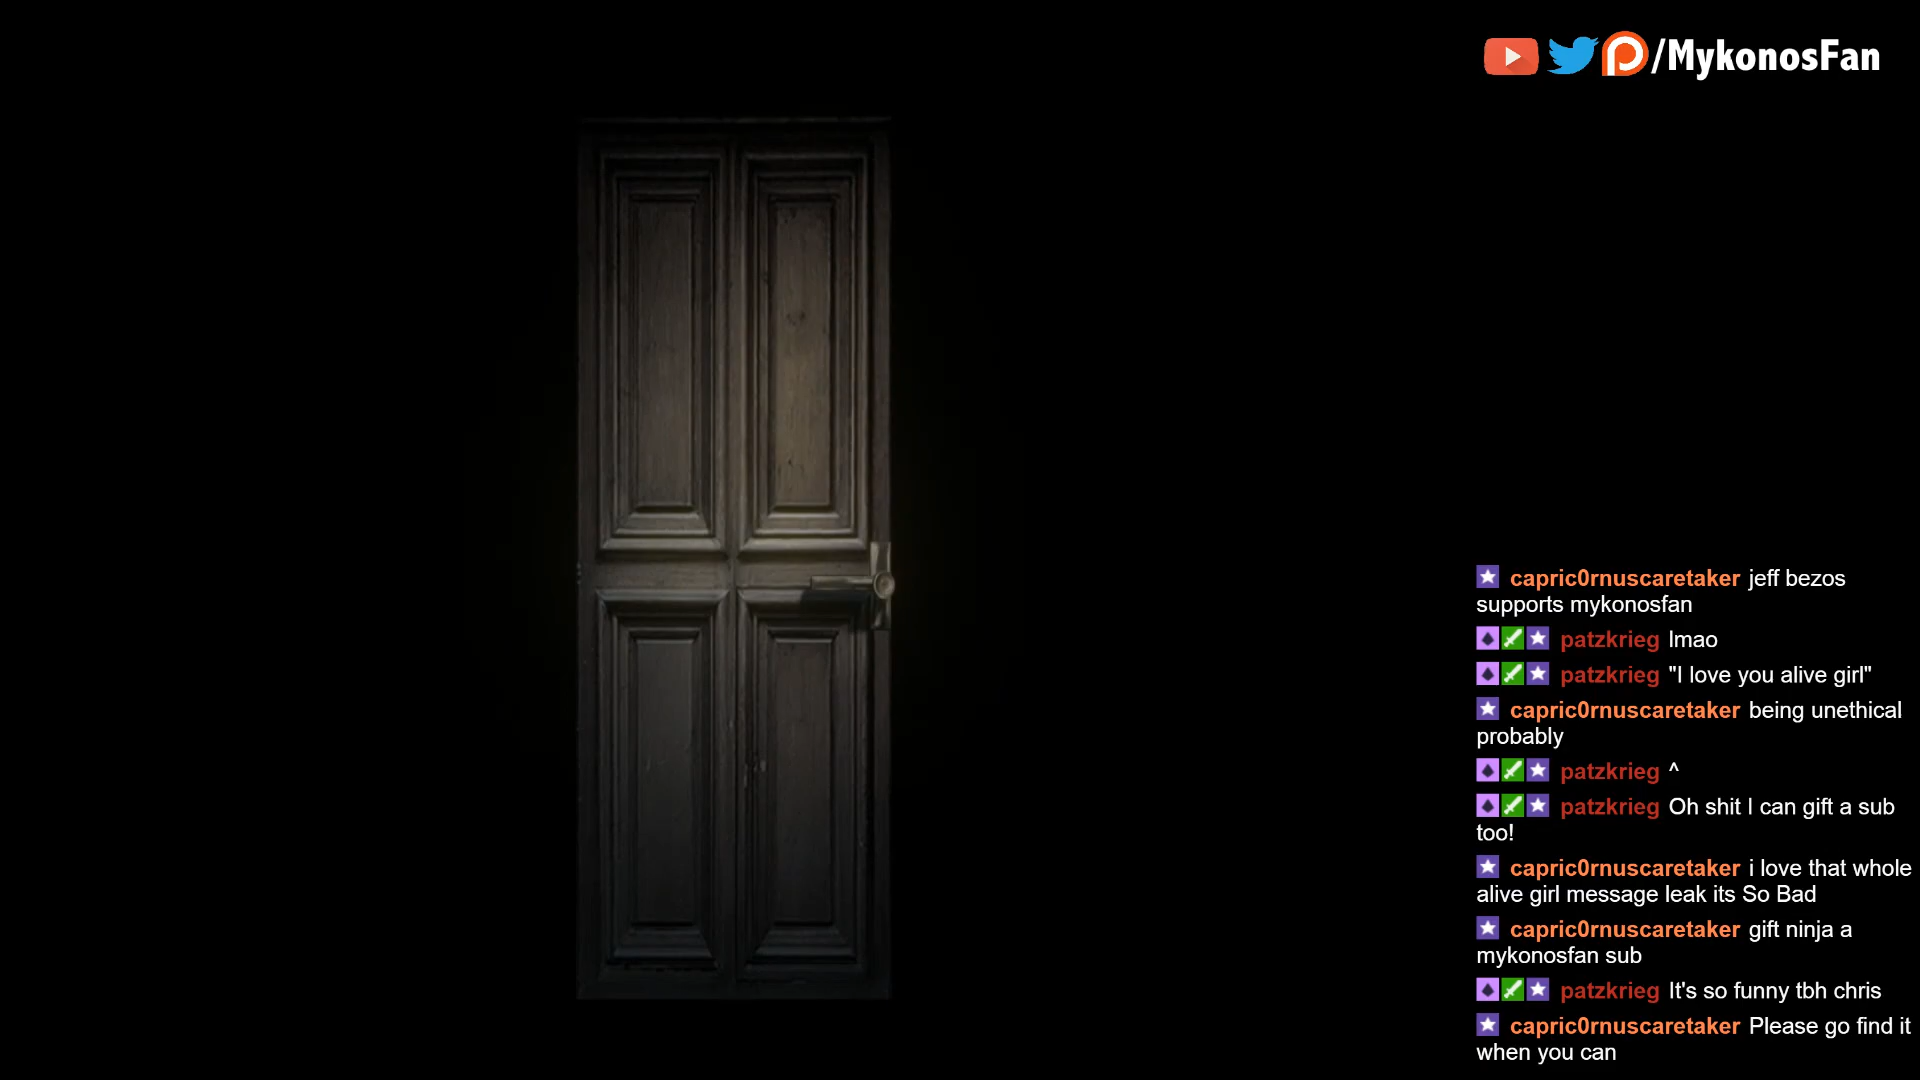 /MykonosFan
capric0rnuscaretaker jeff bezos
supports mykonosfan
patzkrieg lmao
patzkrieg "I love you alive girl"
capric0rnuscaretaker being unethical
probably
patzkrieg ^
patzkrieg Oh shit I can gift a sub
too!
capric0rnuscaretaker i love that whole
alive girl message leak its So Bad
capric0rnuscaretaker gift ninja a
mykonosfan sub
patzkrieg It's so funny tbh chris
capric0rnuscaretaker Please go find it
when you can